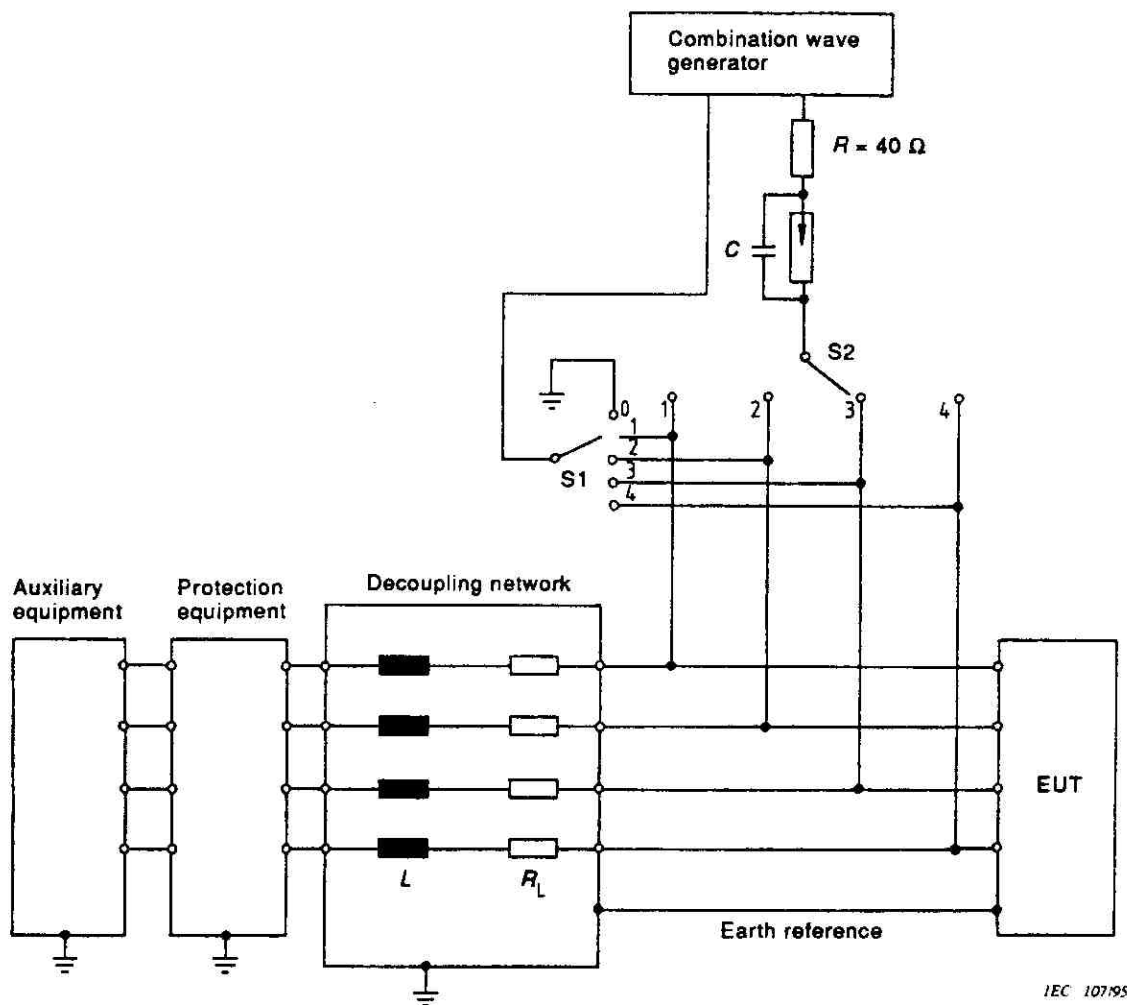 Combination wave
generator
R = 40 Ω
C
S2
0
1
2
3
4
1
2
3
4
S1
Auxiliary
equipment
Protection
equipment
Decoupling network
L
R_L
EUT
Earth reference
IEC 107/95